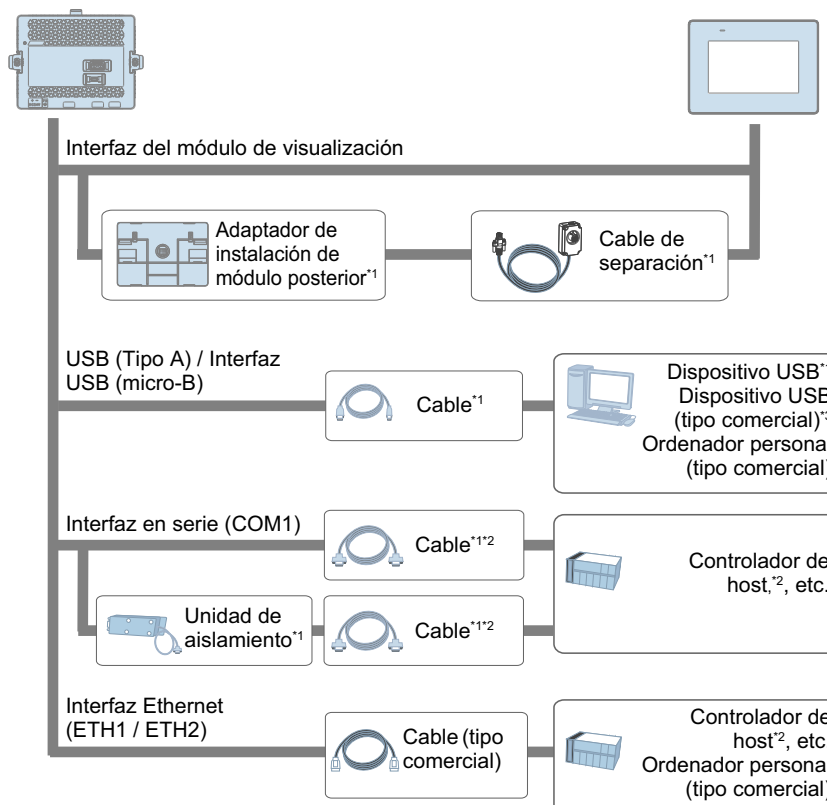 Interfaz del módulo de visualización
Adaptador de
instalación de
módulo posterior*1
Cable de
separación*1
USB (Tipo A) / Interfaz
USB (micro-B)
Cable*1
Dispositivo USB*
Dispositivo USB
(tipo comercial)*
Ordenador persona
(tipo comercial)
Interfaz en serie (COM1)
Cable*1*2
Controlador de
host,*2, etc.
Unidad de
aislamiento*1
Cable*1*2
Interfaz Ethernet
(ETH1 / ETH2)
Cable (tipo
comercial)
Controlador de
host*2, etc
Ordenador persona
(tipo comercial)